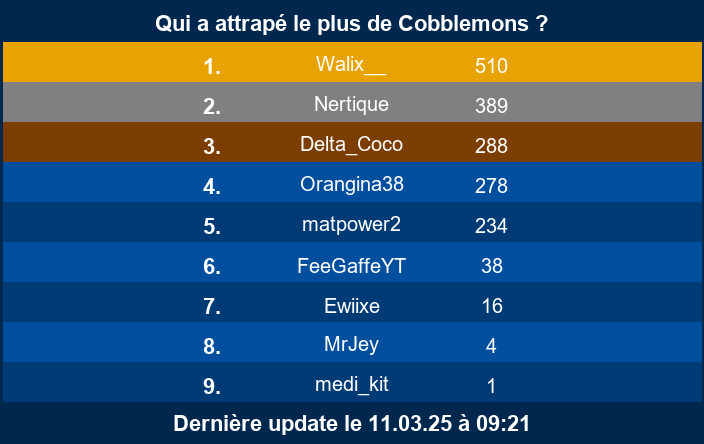 Qui a attrapé le plus de Cobblemons ?
1. Walix__ 510
2. Nertique 389
3. Delta_Coco 288
4. Orangina38 278
5. matpower2 234
6. FeeGaffeYT 38
7. Ewiixe 16
8. MrJey 4
9. medi_kit 1
Dernière update le 11.03.25 à 09:21